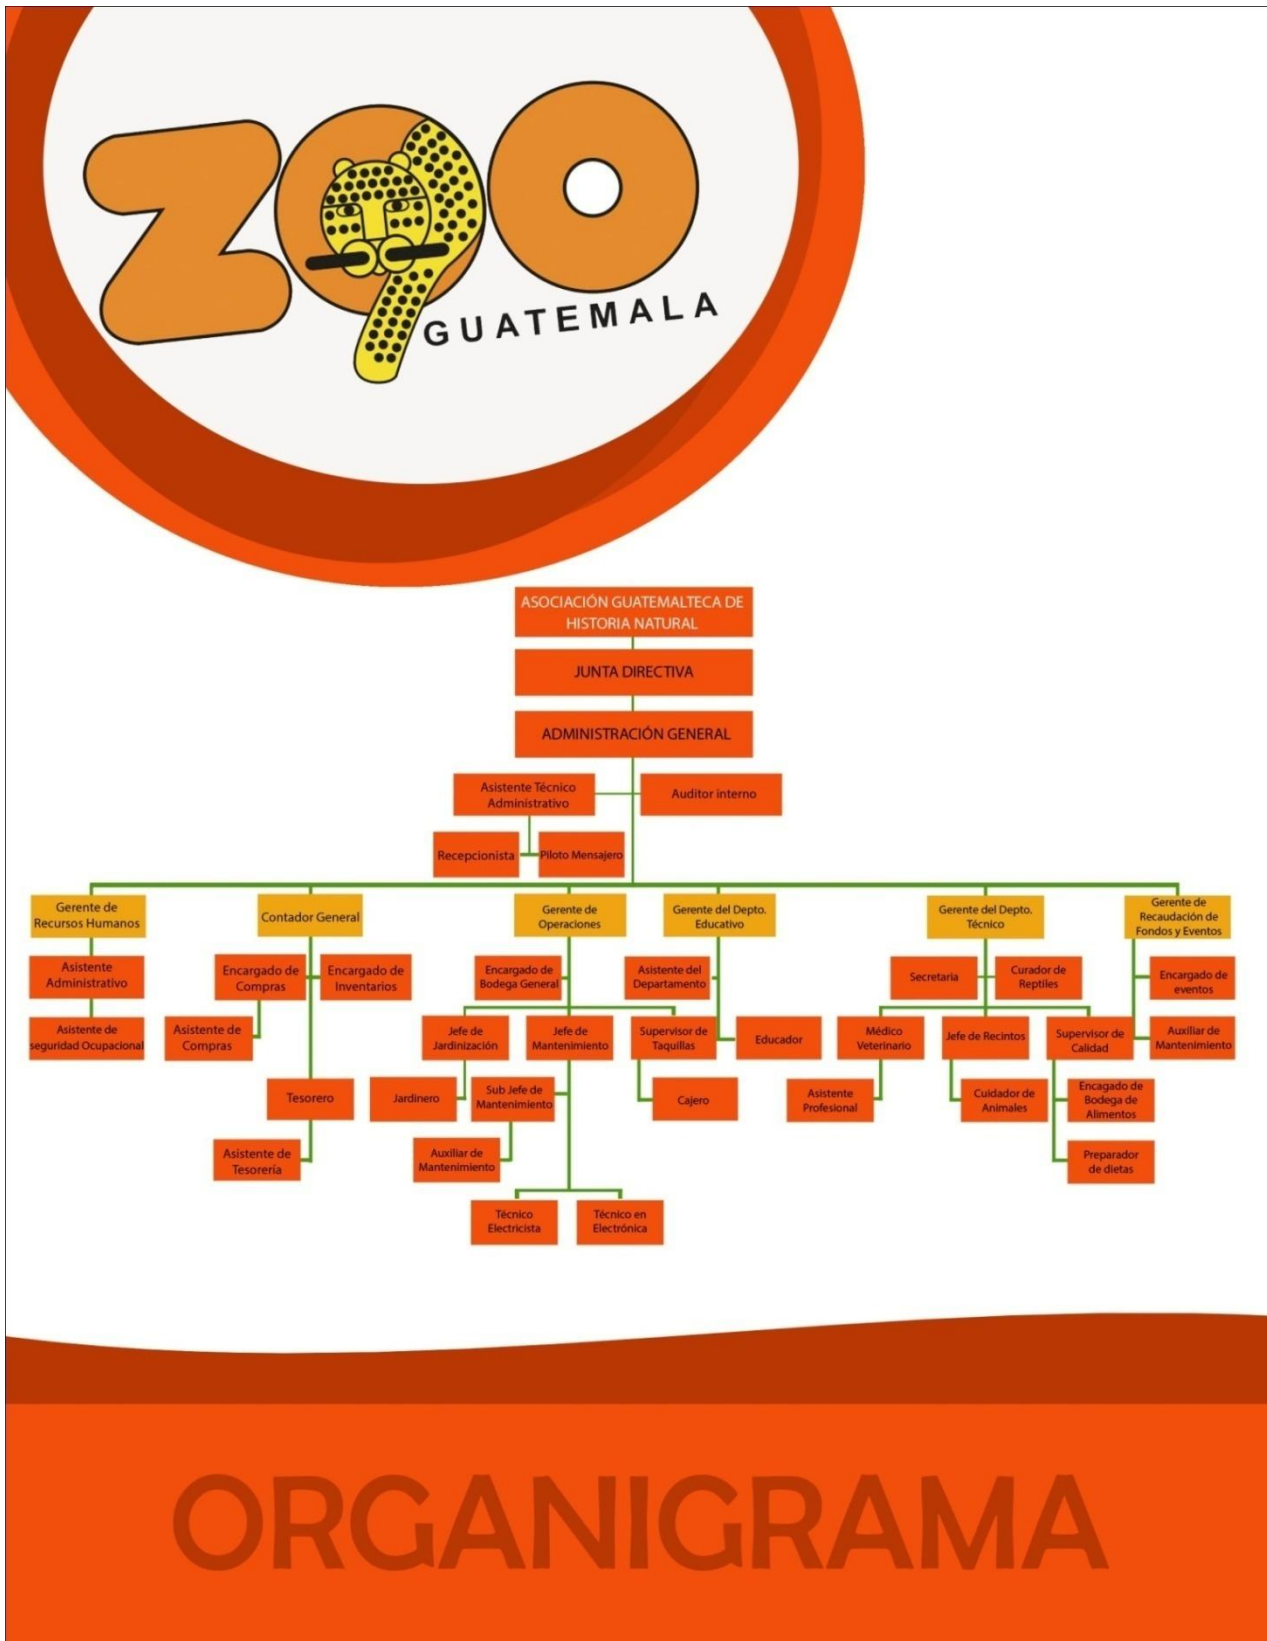 ZOO
GUATEMALA
ASOCIACIÓN GUATEMALTECA DE
HISTORIA NATURAL
JUNTA DIRECTIVA
ADMINISTRACIÓN GENERAL
Asistente Técnico
Administrativo
Auditor interno
Recepcionista
Piloto Mensajero
Gerente de
Recursos Humanos
Contador General
Gerente de
Operaciones
Gerente del Depto.
Educativo
Gerente del Depto.
Técnico
Gerente de
Recaudación de
Fondos y Eventos
Asistente
Administrativo
Encargado de
Compras
Encargado de
Inventarios
Encargado de
Bodega General
Asistente del
Departamento
Secretaria
Curador de
Reptiles
Encargado de
eventos
Asistente de
seguridad Ocupacional
Asistente de
Compras
Jefe de
Jardinización
Jefe de
Mantenimiento
Supervisor de
Taquillas
Educador
Médico
Veterinario
Jefe de Recintos
Supervisor de
Calidad
Auxiliar de
Mantenimiento
Tesorero
Jardinero
Sub Jefe de
Mantenimiento
Cajero
Asistente
Profesional
Cuidador de
Animales
Encagado de
Bodega de
Alimentos
Asistente de
Tesorería
Auxiliar de
Mantenimiento
Preparador
de dietas
Técnico
Electricista
Técnico en
Electrónica
ORGANIGRAMA